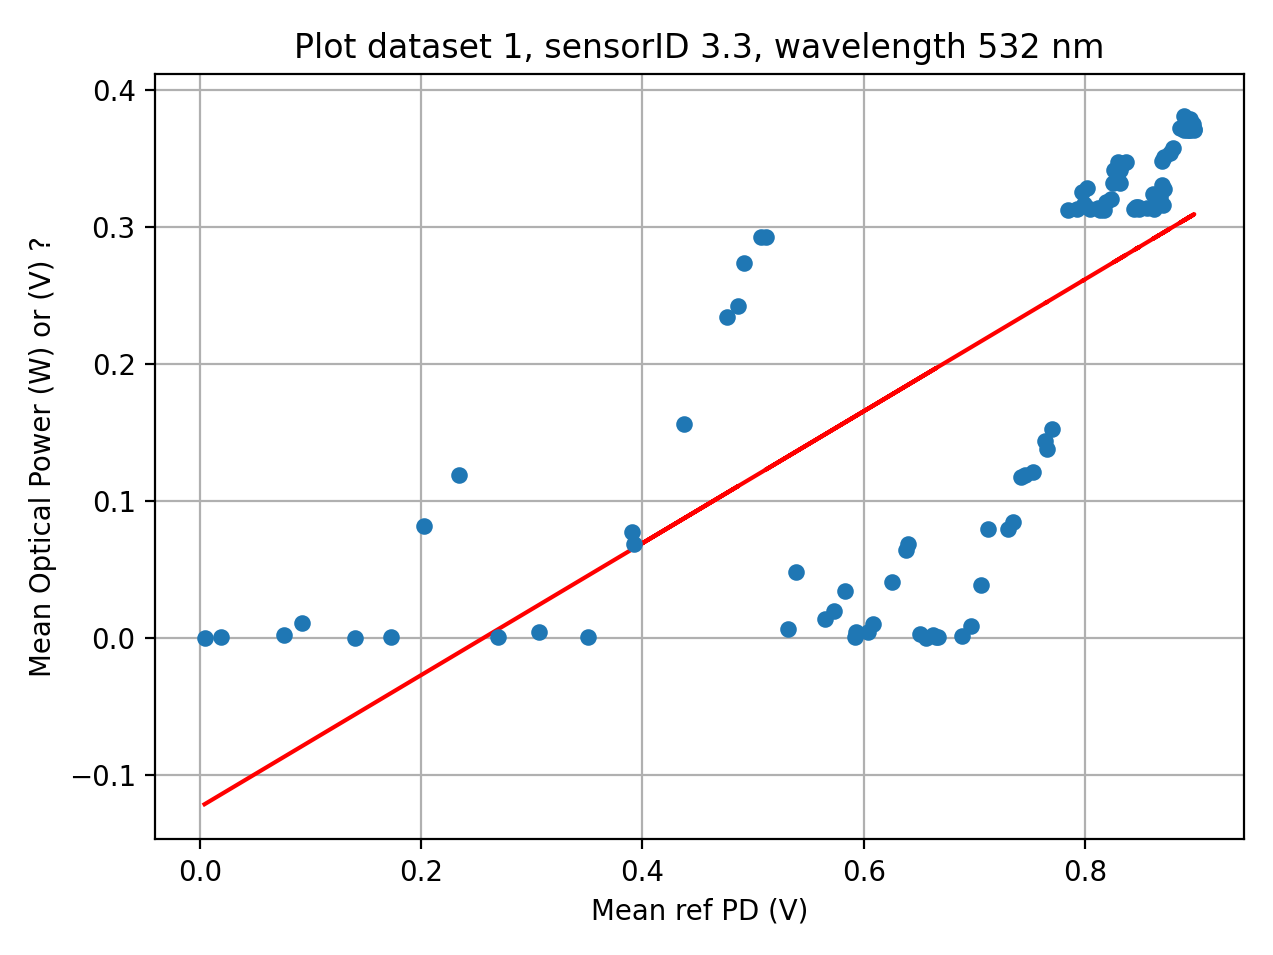 Plot dataset 1, sensorID 3.3, wavelength 532 nm
0.4
0.3
0.2
0.1
0.0
−0.1
Mean Optical Power (W) or (V) ?
0.0 0.2 0.4 0.6 0.8
Mean ref PD (V)